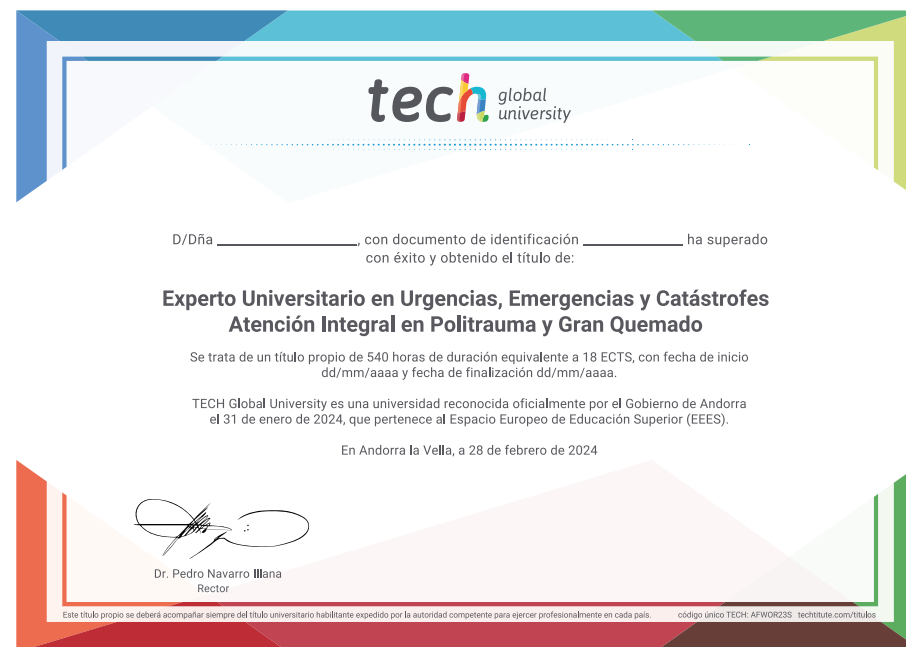 tech global university
D/Dña ____________________, con documento de identificación ______________ ha superado
con éxito y obtenido el título de:
Experto Universitario en Urgencias, Emergencias y Catástrofes
Atención Integral en Politrauma y Gran Quemado
Se trata de un título propio de 540 horas de duración equivalente a 18 ECTS, con fecha de inicio
dd/mm/aaaa y fecha de finalización dd/mm/aaaa.
TECH Global University es una universidad reconocida oficialmente por el Gobierno de Andorra
el 31 de enero de 2024, que pertenece al Espacio Europeo de Educación Superior (EEES).
En Andorra la Vella, a 28 de febrero de 2024
Dr. Pedro Navarro Illana
Rector
Este título propio se deberá acompañar siempre del título universitario habilitante expedido por la autoridad competente para ejercer profesionalmente en cada país. código único TECH: AFWOR23S techtitute.com/titulos